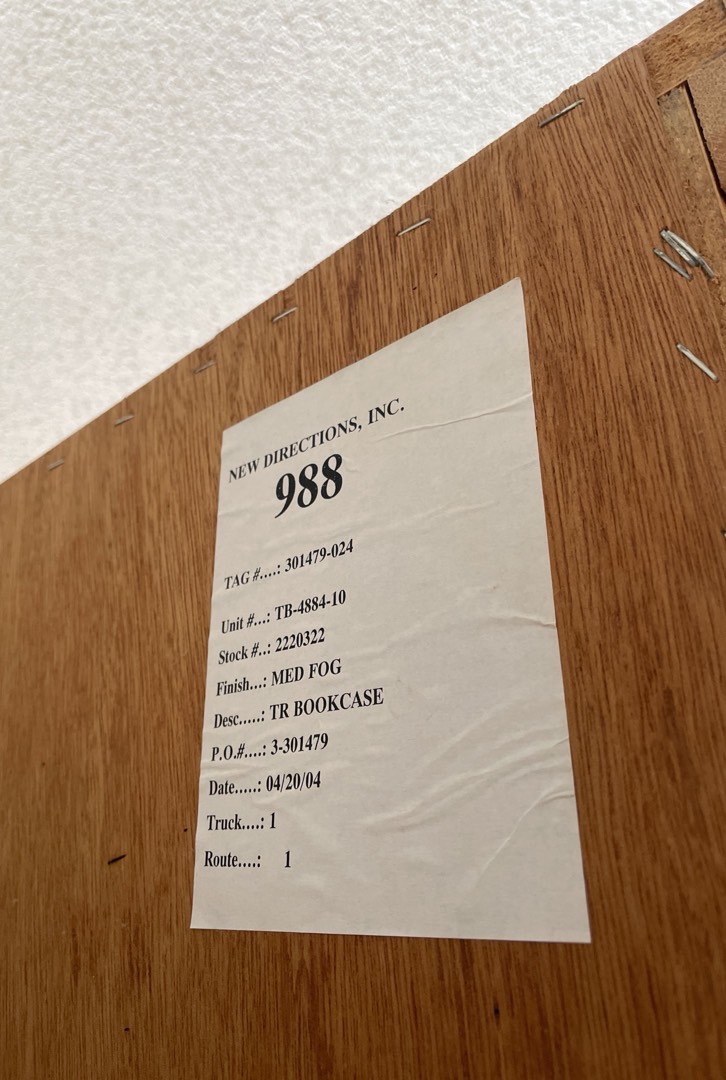 NEW DIRECTIONS, INC.
988
TAG #....: 301479-024
Unit #...: TB-4884-10
Stock #..: 2220322
Finish...: MED FOG
Desc.....: TR BOOKCASE
P.O.#....: 3-301479
Date.....: 04/20/04
Truck....: 1
Route....: 1